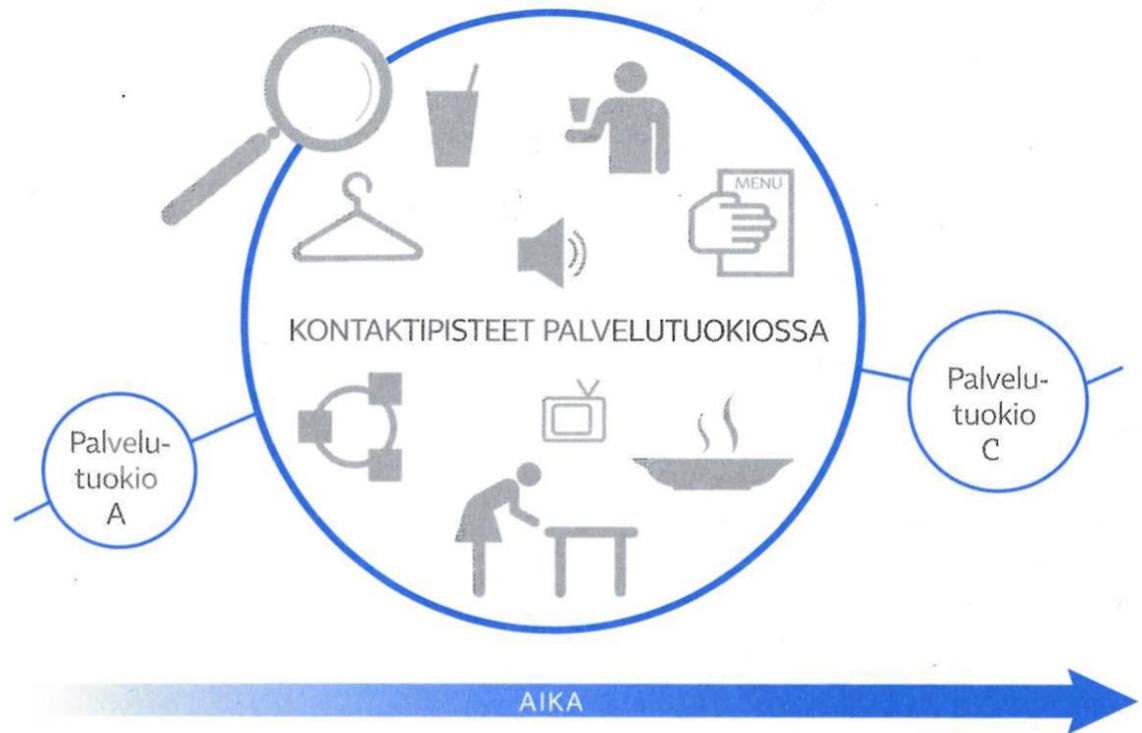 MENU
KONTAKTIPISTEET PALVELUTUOKIOSSA
Palvelu-
tuokio
A
Palvelu-
tuokio
C
AIKA